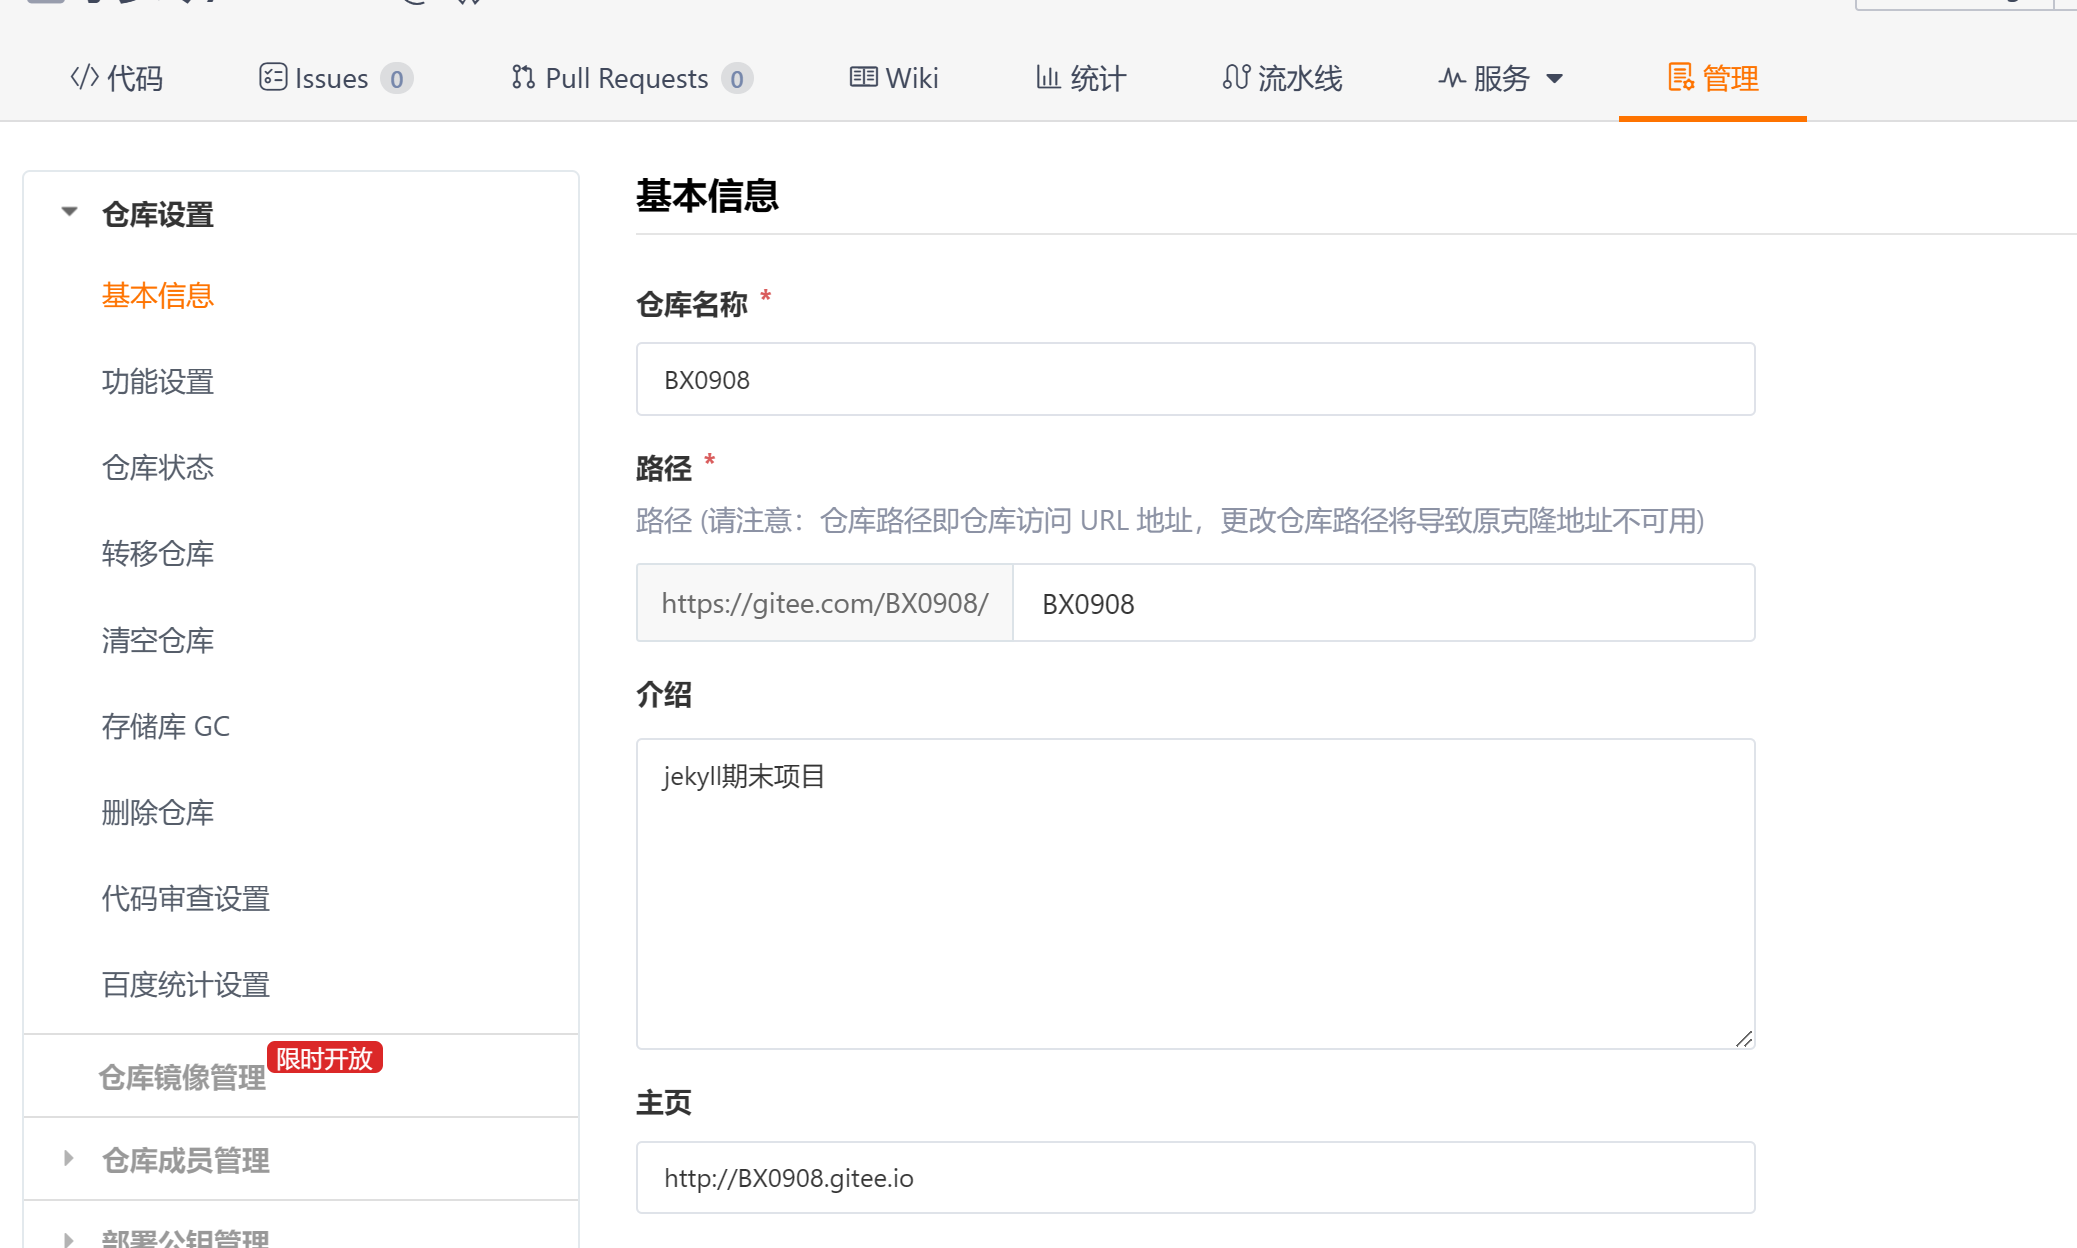 代码
Issues 0
Pull Requests 0
Wiki
统计
流水线
服务
管理
仓库设置
基本信息
功能设置
仓库状态
转移仓库
清空仓库
存储库 GC
删除仓库
代码审查设置
百度统计设置
仓库镜像管理
限时开放
仓库成员管理
部署公钥管理
基本信息
仓库名称 *
BX0908
路径 *
路径 (请注意：仓库路径即仓库访问 URL 地址，更改仓库路径将导致原克隆地址不可用)
https://gitee.com/BX0908/ BX0908
介绍
jekyll期末项目
主页
http://BX0908.gitee.io